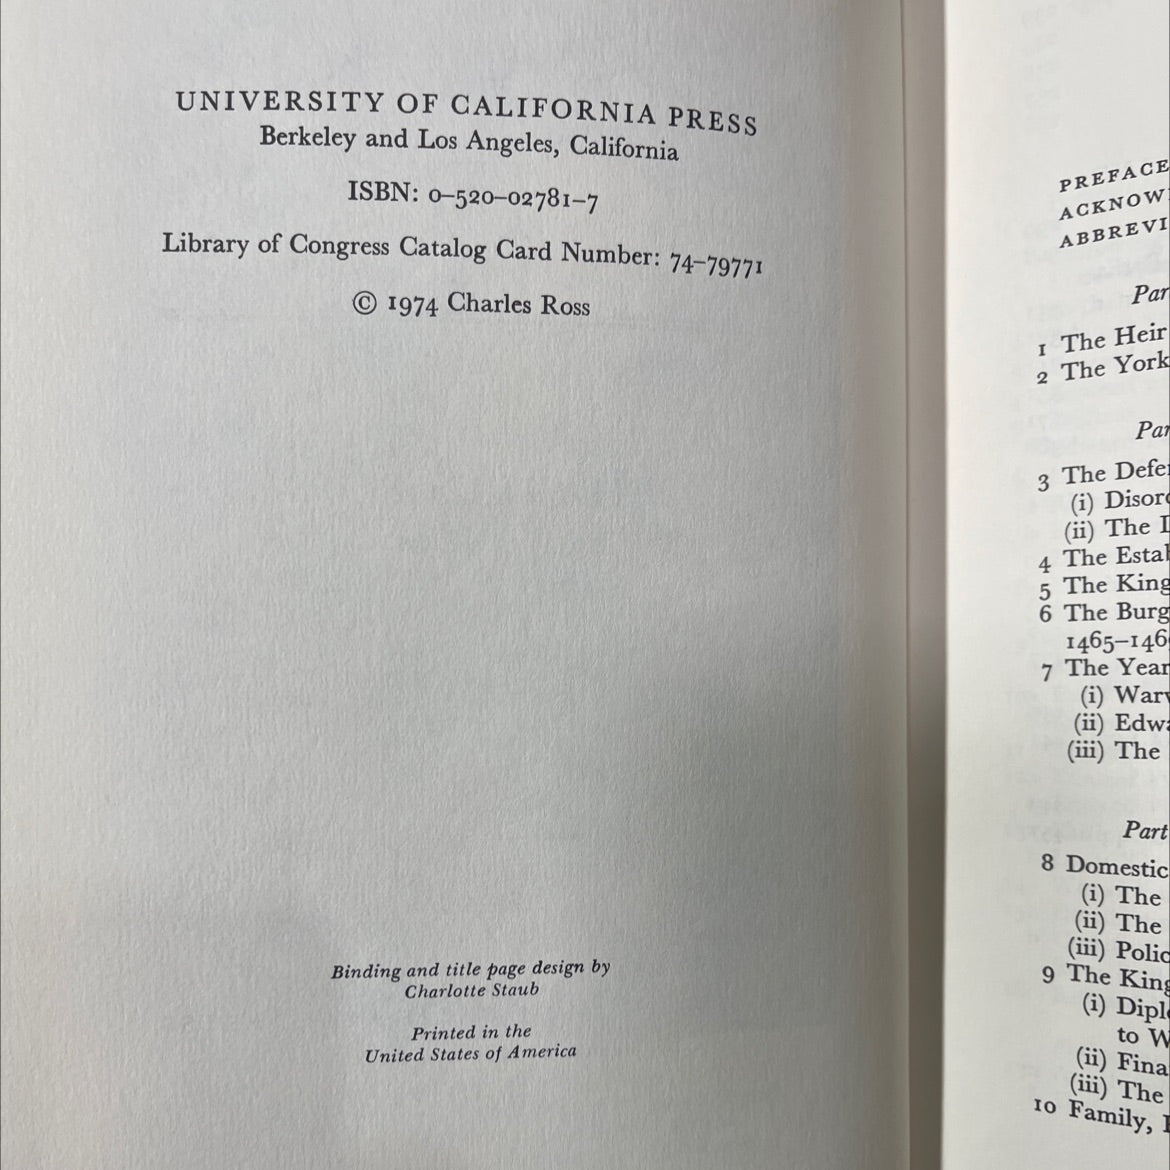 UNIVERSITY OF CALIFORNIA PRESS
Berkeley and Los Angeles, California
ISBN: 0–520–02781–7
Library of Congress Catalog Card Number: 74–79771
© 1974 Charles Ross
Binding and title page design by
Charlotte Staub
Printed in the
United States of America
PREFACE
ACKNOW
ABBREVI
Par
1 The Heir
2 The York
Par
3 The Defe
(i) Disor
(ii) The
4 The Estab
5 The King
6 The Burg
1465–146
7 The Year
(i) Warw
(ii) Edwa
(iii) The
Part
8 Domestic
(i) The
(ii) The
(iii) Polic
9 The King
(i) Diplo
to W
(ii) Fina
(iii) The
10 Family,